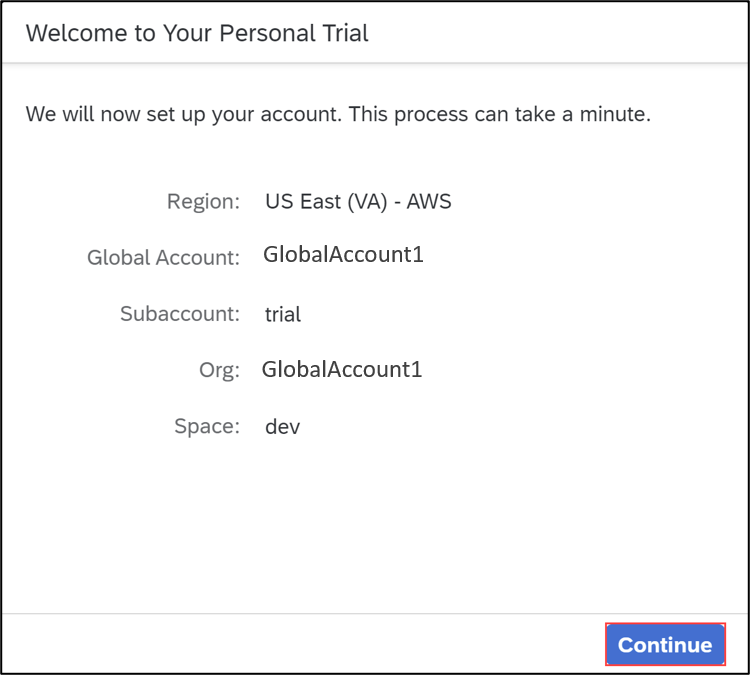 Welcome to Your Personal Trial
We will now set up your account. This process can take a minute.
Region: US East (VA) - AWS
Global Account: GlobalAccount1
Subaccount: trial
Org: GlobalAccount1
Space: dev
Continue